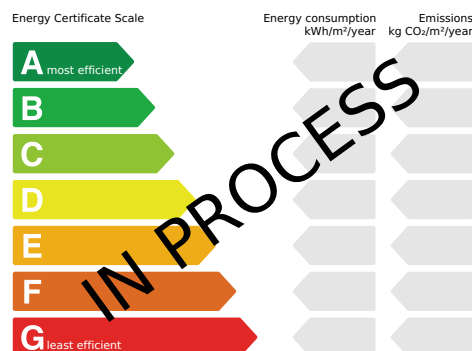 Energy Certificate Scale
Energy consumption
kWh/m²/year
Emissions
kg CO₂/m²/year
A most efficient
B
C
D
E
F
G least efficient
IN PROCESS